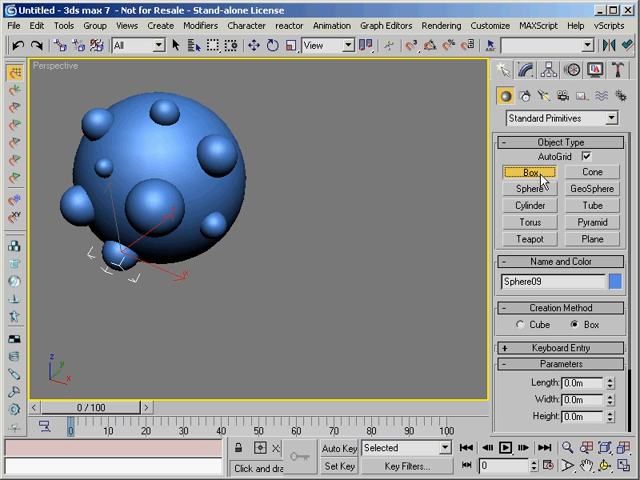 Untitled - 3ds max 7 - Not for Resale - Stand-alone License
File Edit Tools Group Views Create Modifiers Character reactor Animation Graph Editors Rendering Customize MAXScript Help vScripts
All View
Perspective
Standard Primitives
- Object Type
AutoGrid
Box Cone
Sphere GeoSphere
Cylinder Tube
Torus Pyramid
Teapot Plane
- Name and Color
Sphere09
- Creation Method
Cube Box
+ Keyboard Entry
- Parameters
Length: 0.0m
Width: 0.0m
Height: 0.0m
z
y
x
0 / 100
0 10 20 30 40 50 60 70 80 90 100
Auto Key Selected
Click and dra Set Key Key Filters... 0